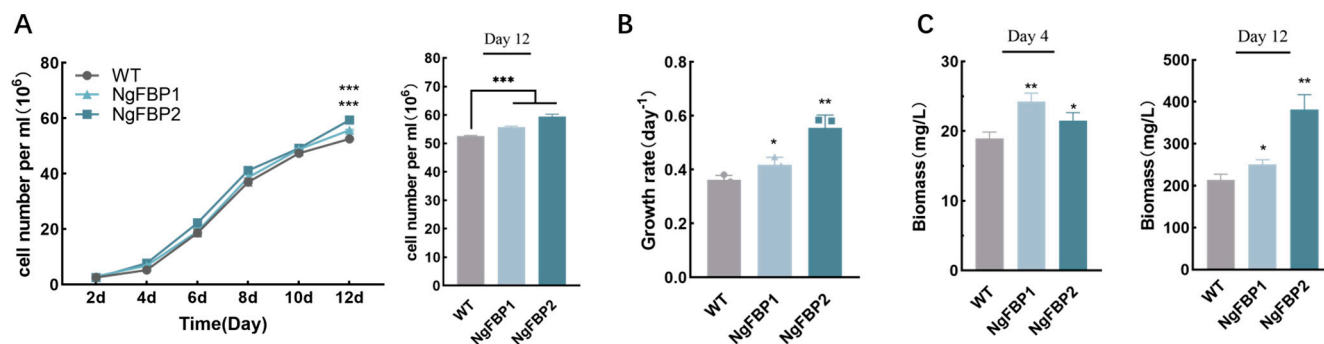 A
cell number per ml (10⁶)
80
60
40
20
0
WT
NgFBP1
NgFBP2
***
***
2d 4d 6d 8d 10d 12d
Time(Day)
Day 12
cell number per ml (10⁶)
80
70
60
50
40
30
20
10
0
***
WT
NgFBP1
NgFBP2
B
Growth rate (day⁻¹)
0.8
0.6
0.4
0.2
0.0
*
**
WT
NgFBP1
NgFBP2
C
Day 4
Biomass (mg/L)
30
20
10
0
**
*
WT
NgFBP1
NgFBP2
Day 12
Biomass (mg/L)
500
400
300
200
100
0
*
**
WT
NgFBP1
NgFBP2